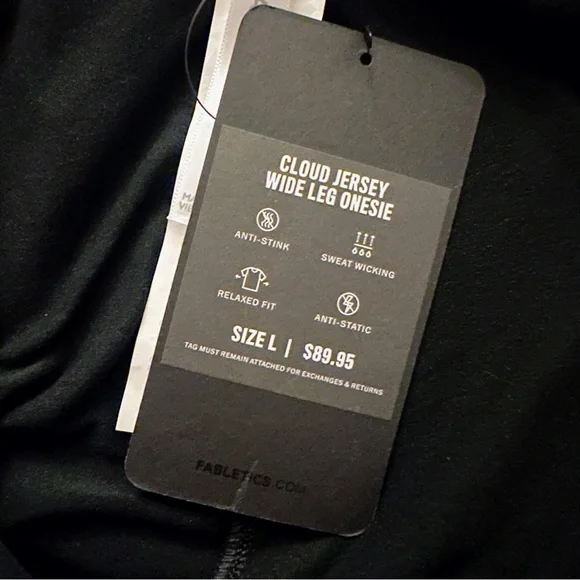 CLOUD JERSEY
WIDE LEG ONESIE
ANTI-STINK
SWEAT WICKING
RELAXED FIT
ANTI-STATIC
SIZE L | $89.95
TAG MUST REMAIN ATTACHED FOR EXCHANGES & RETURNS
FABLETICS.COM